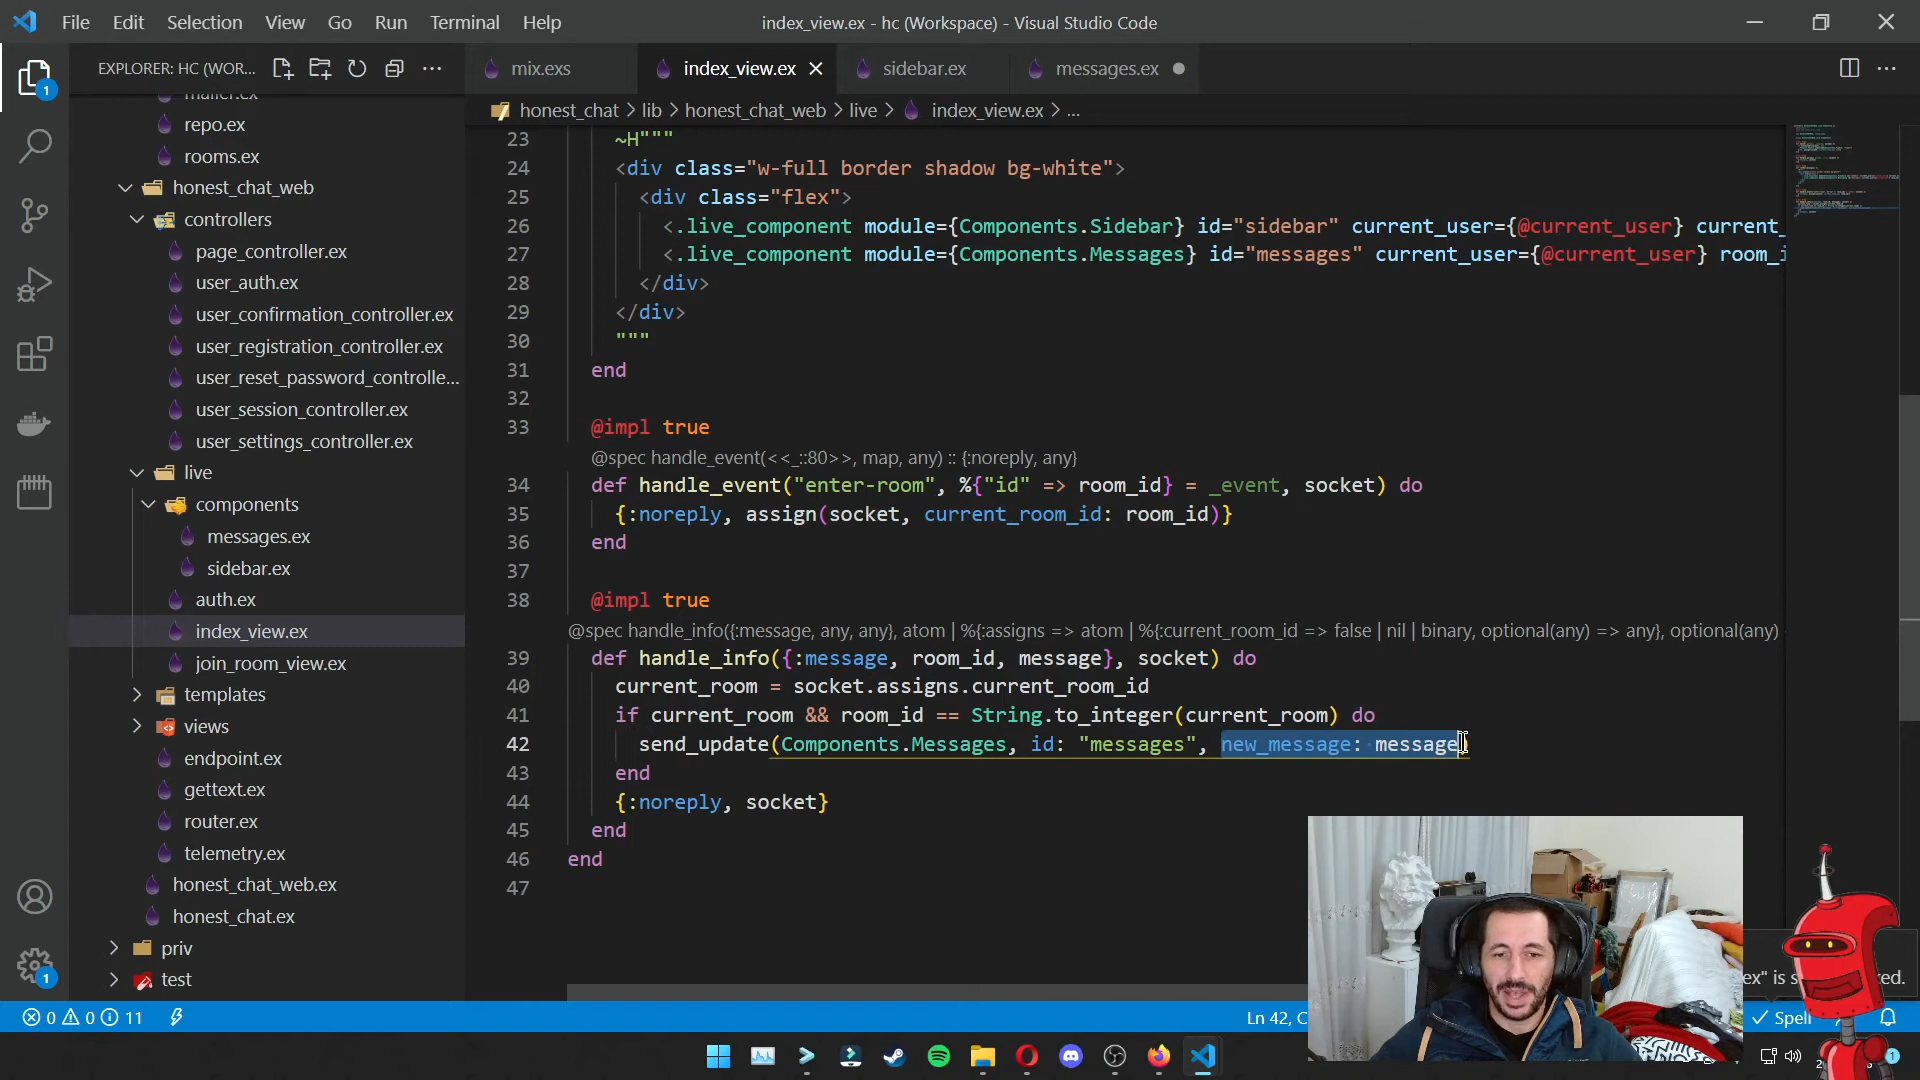 File Edit Selection View Go Run Terminal Help
index_view.ex - hc (Workspace) - Visual Studio Code
EXPLORER: HC (WOR...
mix.exs
index_view.ex
sidebar.ex
messages.ex
honest_chat > lib > honest_chat_web > live > index_view.ex > ...
mailer.ex
repo.ex
rooms.ex
honest_chat_web
controllers
page_controller.ex
user_auth.ex
user_confirmation_controller.ex
user_registration_controller.ex
user_reset_password_controlle...
user_session_controller.ex
user_settings_controller.ex
live
components
messages.ex
sidebar.ex
auth.ex
index_view.ex
join_room_view.ex
templates
views
endpoint.ex
gettext.ex
router.ex
telemetry.ex
honest_chat_web.ex
honest_chat.ex
priv
test
23 ~H"""
24 <div class="w-full border shadow bg-white">
25 <div class="flex">
26 <.live_component module={Components.Sidebar} id="sidebar" current_user={@current_user} current_
27 <.live_component module={Components.Messages} id="messages" current_user={@current_user} room_i
28 </div>
29 </div>
30 """
31 end
32
33 @impl true
@spec handle_event(<<_::80>>, map, any) :: {:noreply, any}
34 def handle_event("enter-room", %{"id" => room_id} = _event, socket) do
35 {:noreply, assign(socket, current_room_id: room_id)}
36 end
37
38 @impl true
@spec handle_info({:message, any, any}, atom | %{:assigns => atom | %{:current_room_id => false | nil | binary, optional(any) => any}, optional(any)
39 def handle_info({:message, room_id, message}, socket) do
40 current_room = socket.assigns.current_room_id
41 if current_room && room_id == String.to_integer(current_room) do
42 send_update(Components.Messages, id: "messages", new_message: message)
43 end
44 {:noreply, socket}
45 end
46 end
47
ex" is s ked.
1
1
0 0 11
Ln 42, C
Spell
1